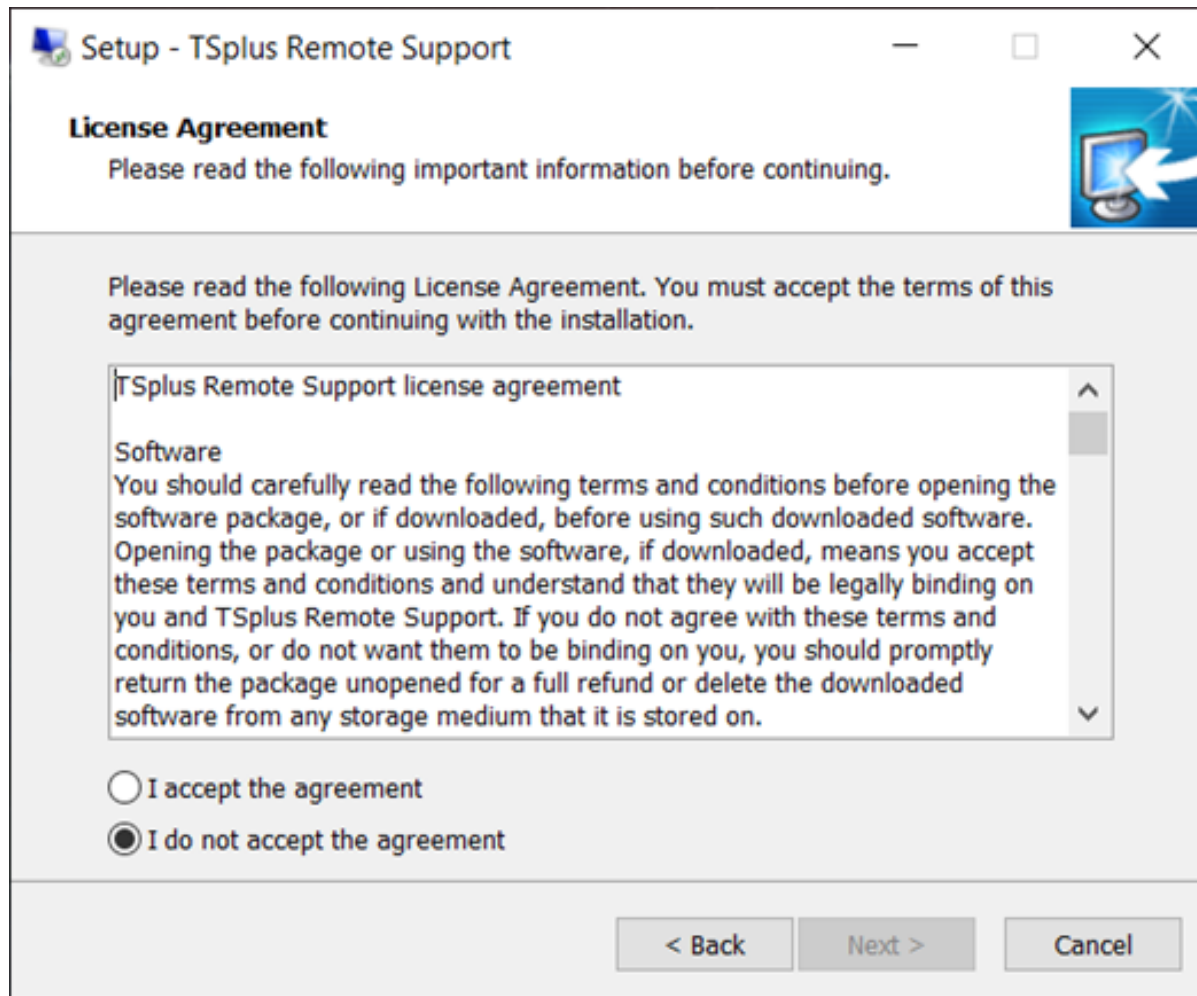 Setup - TSplus Remote Support
License Agreement
Please read the following important information before continuing.
Please read the following License Agreement. You must accept the terms of this
agreement before continuing with the installation.
TSplus Remote Support license agreement
Software
You should carefully read the following terms and conditions before opening the
software package, or if downloaded, before using such downloaded software.
Opening the package or using the software, if downloaded, means you accept
these terms and conditions and understand that they will be legally binding on
you and TSplus Remote Support. If you do not agree with these terms and
conditions, or do not want them to be binding on you, you should promptly
return the package unopened for a full refund or delete the downloaded
software from any storage medium that it is stored on.
I accept the agreement
I do not accept the agreement
< Back
Next >
Cancel